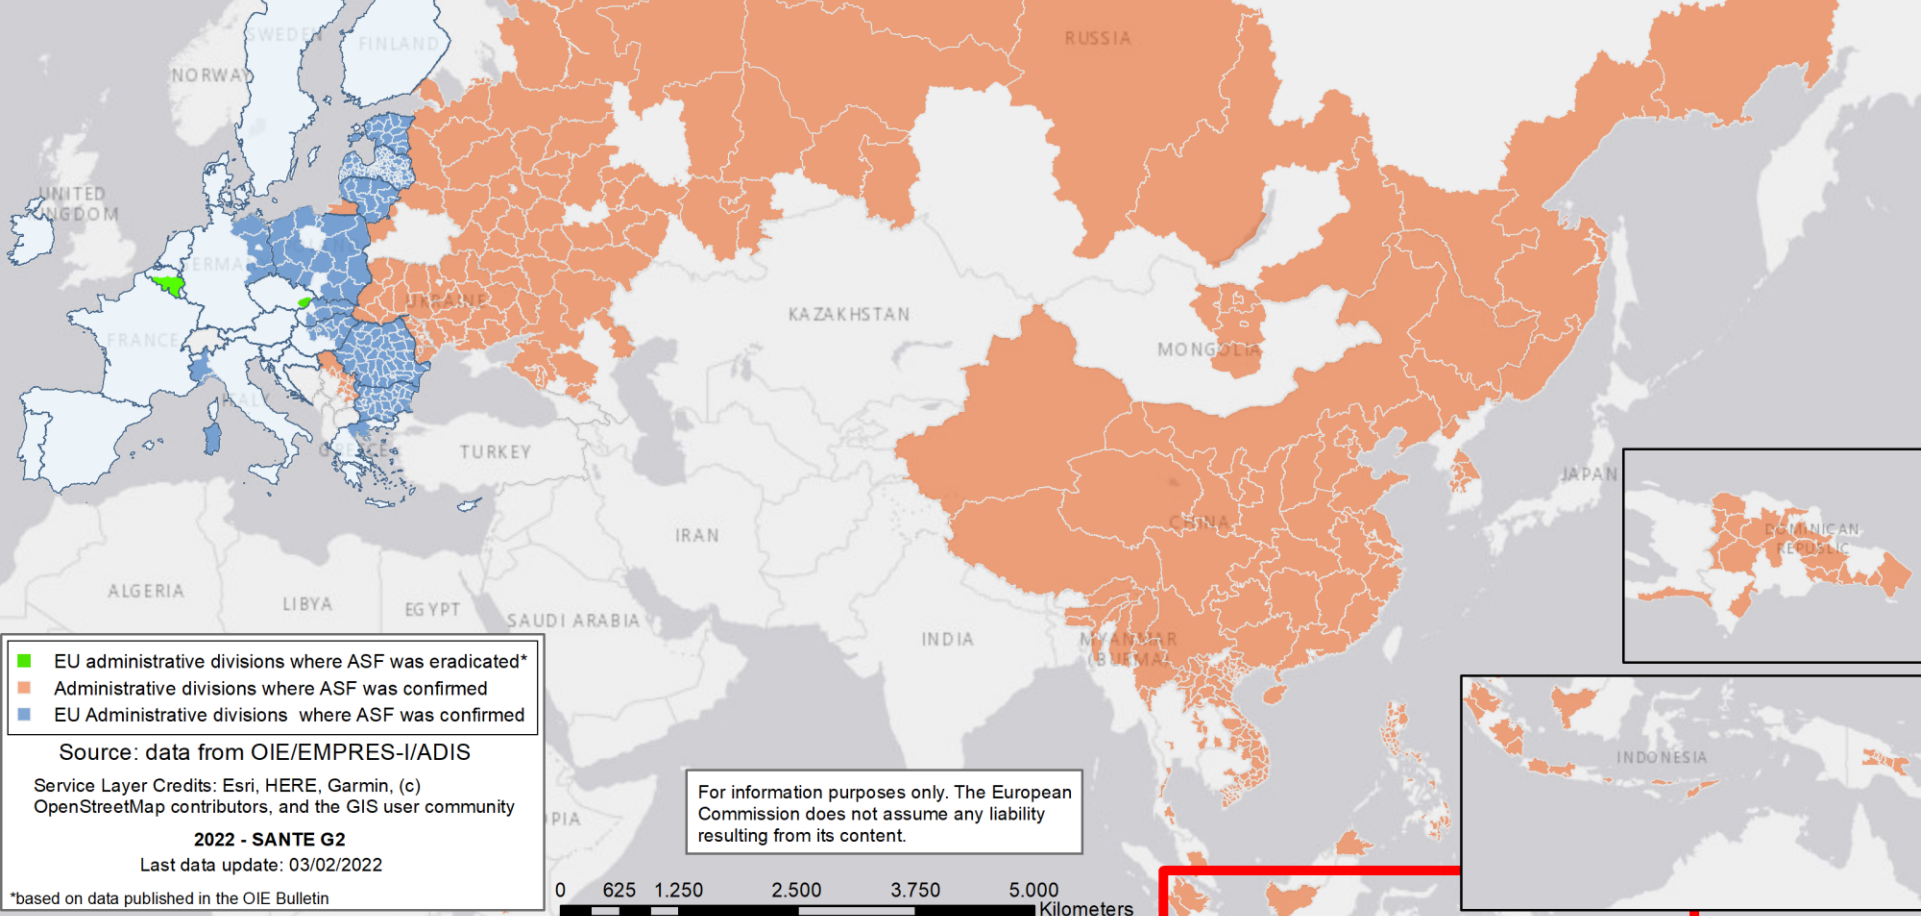 SWEDEN
FINLAND
NORWAY
RUSSIA
UNITED
NGDOM
GERMA
UKRAINE
KAZAKHSTAN
MONGOLIA
FRANCE
ITALY
GREECE
TURKEY
JAPAN
IRAN
CHINA
DOMINICAN
REPUBLIC
ALGERIA
LIBYA
EGYPT
SAUDI ARABIA
INDIA
MYANMAR
(BURMA)
EU administrative divisions where ASF was eradicated*
Administrative divisions where ASF was confirmed
EU Administrative divisions where ASF was confirmed
Source: data from OIE/EMPRES-I/ADIS
Service Layer Credits: Esri, HERE, Garmin, (c)
OpenStreetMap contributors, and the GIS user community
2022 - SANTE G2
Last data update: 03/02/2022
*based on data published in the OIE Bulletin
OPIA
For information purposes only. The European
Commission does not assume any liability
resulting from its content.
INDONESIA
0 625 1.250 2.500 3.750 5.000
Kilometers